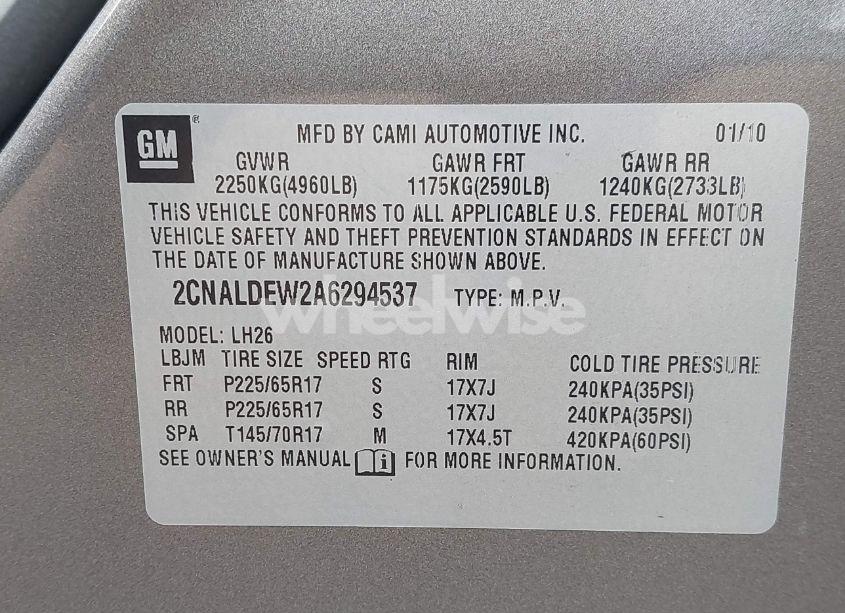 GM ® MFD BY CAMI AUTOMOTIVE INC. 01/10
GVWR GAWR FRT GAWR RR
2250KG(4960LB) 1175KG(2590LB) 1240KG(2733LB)
THIS VEHICLE CONFORMS TO ALL APPLICABLE U.S. FEDERAL MOTOR
VEHICLE SAFETY AND THEFT PREVENTION STANDARDS IN EFFECT ON
THE DATE OF MANUFACTURE SHOWN ABOVE.
2CNALDEW2A6294537 TYPE: M.P.V.
wheelwise
MODEL: LH26
LBJM TIRE SIZE SPEED RTG RIM COLD TIRE PRESSURE
FRT P225/65R17 S 17X7J 240KPA(35PSI)
RR P225/65R17 S 17X7J 240KPA(35PSI)
SPA T145/70R17 M 17X4.5T 420KPA(60PSI)
SEE OWNER'S MANUAL i FOR MORE INFORMATION.